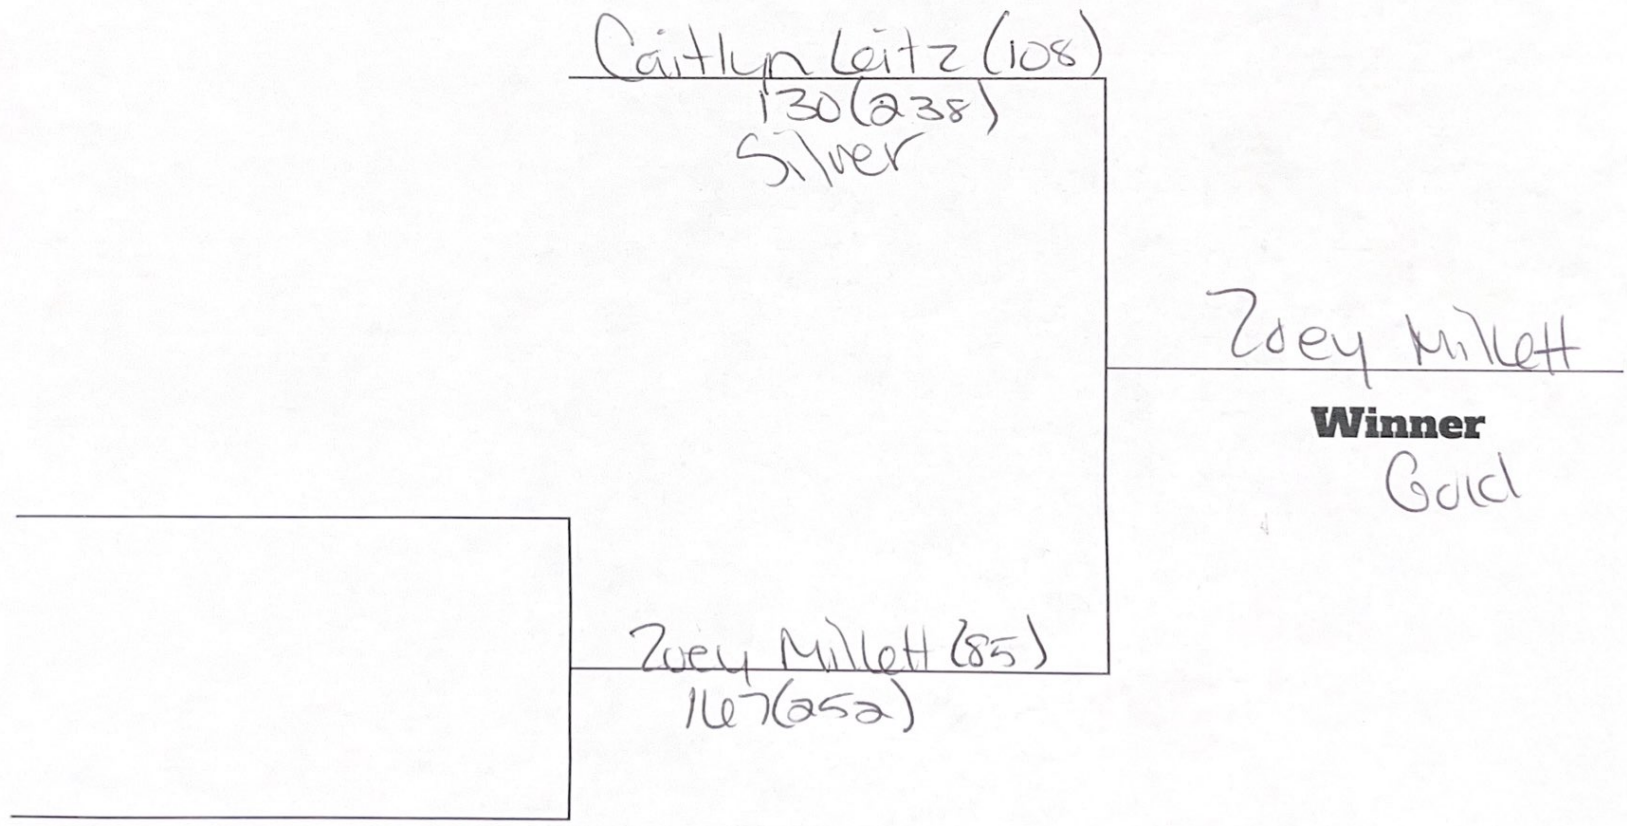 Caitlyn Leitz (108)
130(238)
Silver
Zoey Millett
Winner
Gold
Zoey Millett (85)
167(252)